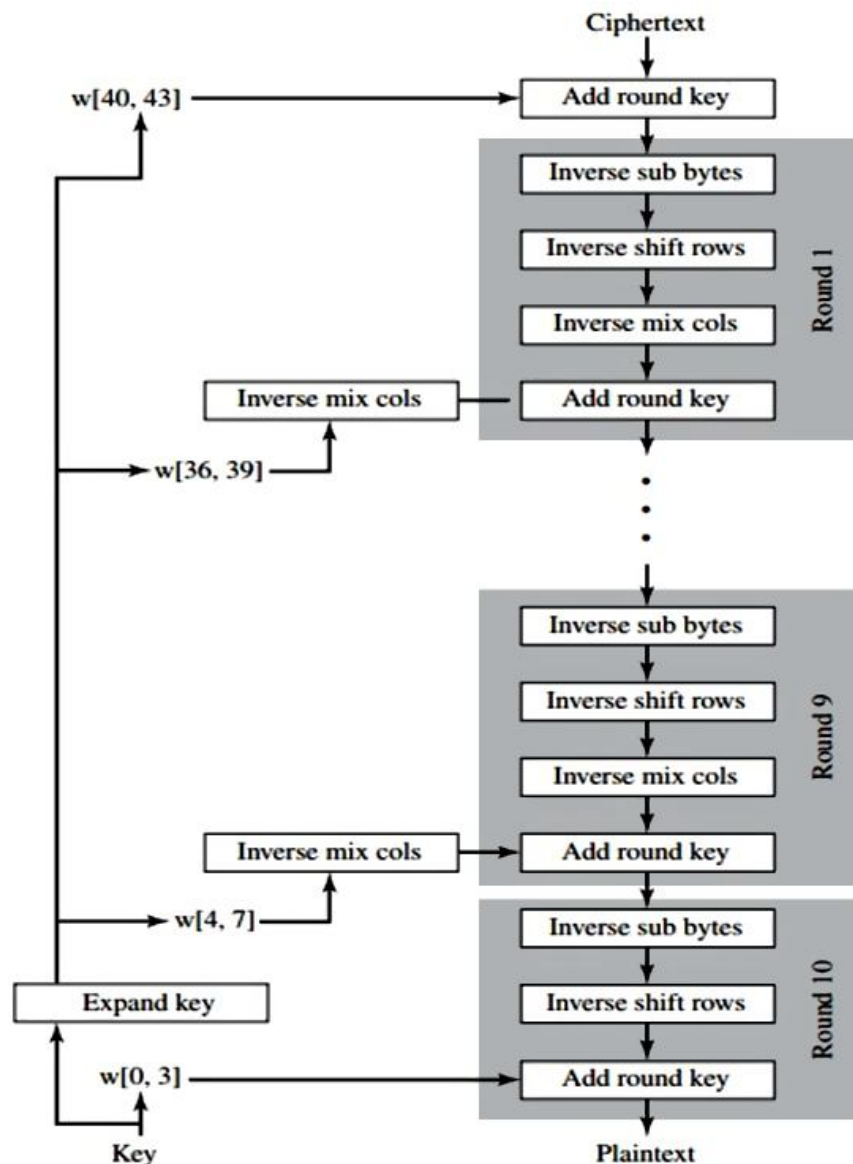 Ciphertext
w[40, 43]
Add round key
Inverse sub bytes
Inverse shift rows
Inverse mix cols
Add round key
Round 1
Inverse mix cols
w[36, 39]
Inverse sub bytes
Inverse shift rows
Inverse mix cols
Add round key
Round 9
Inverse mix cols
w[4, 7]
Inverse sub bytes
Inverse shift rows
Add round key
Round 10
Expand key
w[0, 3]
Key
Plaintext